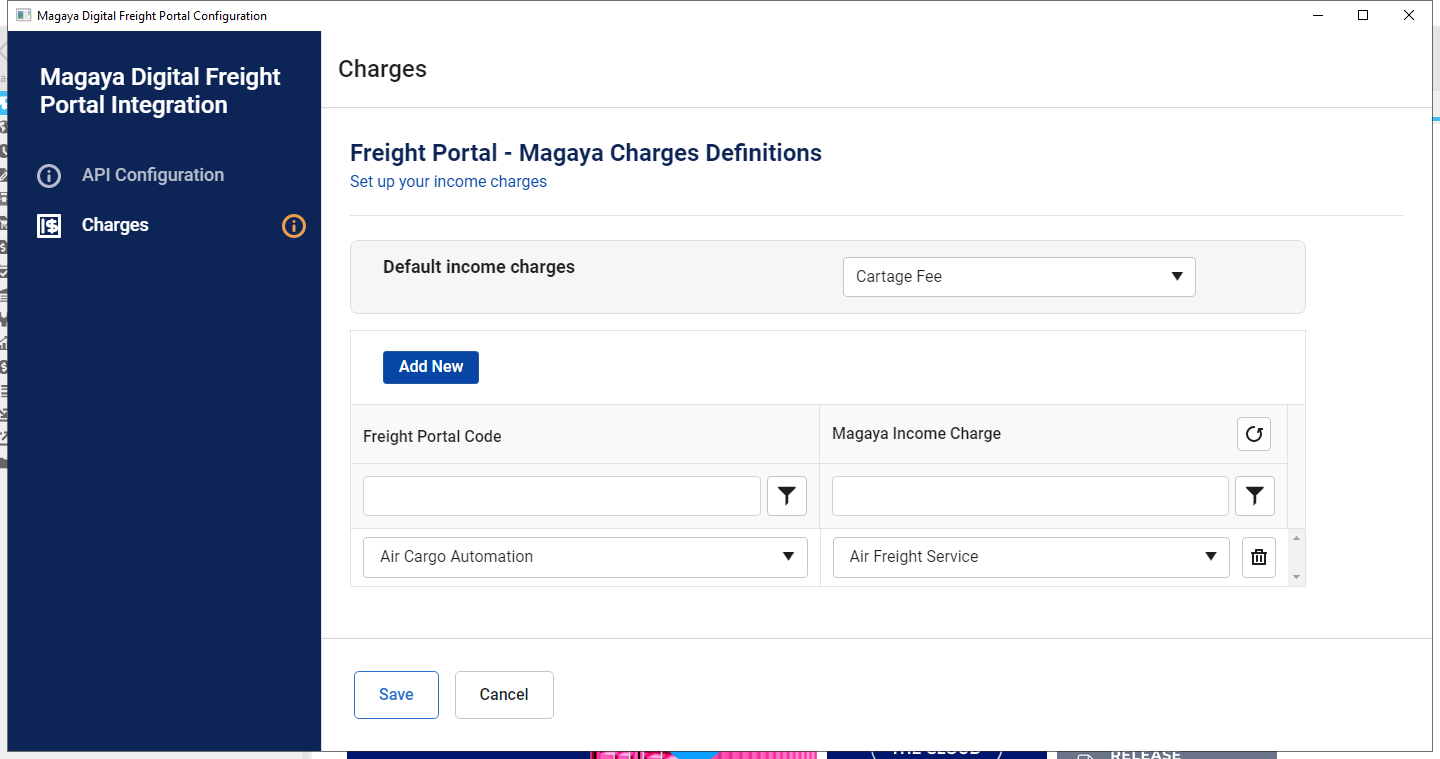 Magaya Digital Freight Portal Configuration
Magaya Digital Freight
Portal Integration
API Configuration
Charges
Charges
Freight Portal - Magaya Charges Definitions
Set up your income charges
Default income charges
Cartage Fee
Add New
Freight Portal Code
Magaya Income Charge
Air Cargo Automation
Air Freight Service
Save
Cancel
THE CLOUD
RELEASE